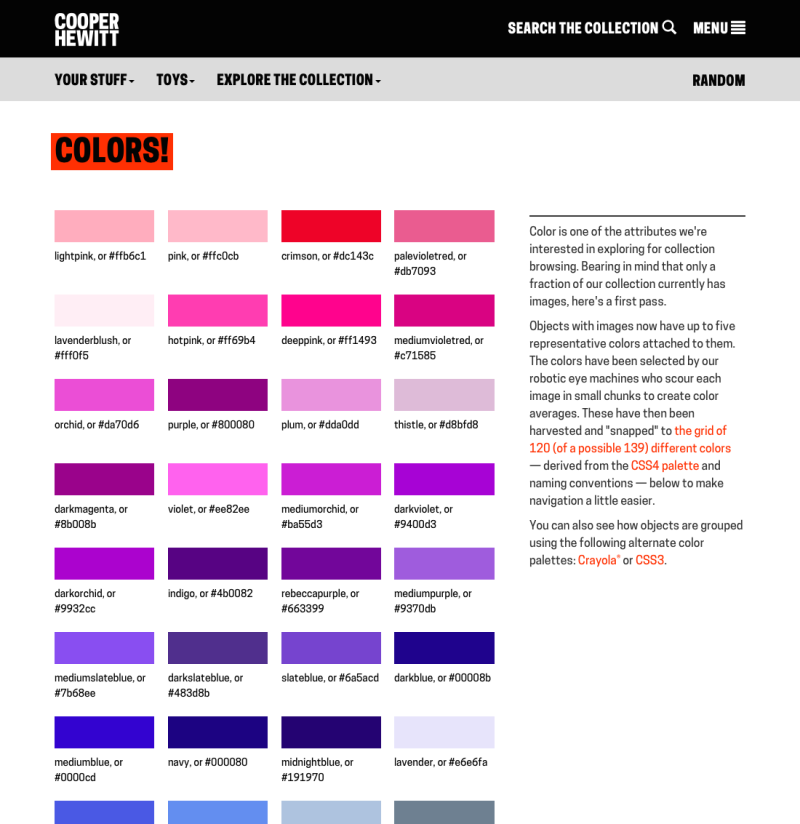 COOPER
HEWITT
SEARCH THE COLLECTION
MENU
YOUR STUFF
TOYS
EXPLORE THE COLLECTION
RANDOM
COLORS!
lightpink, or #ffb6c1
pink, or #ffc0cb
crimson, or #dc143c
palevioletred, or
#db7093
lavenderblush, or
#fff0f5
hotpink, or #ff69b4
deeppink, or #ff1493
mediumvioletred, or
#c71585
orchid, or #da70d6
purple, or #800080
plum, or #dda0dd
thistle, or #d8bfd8
darkmagenta, or
#8b008b
violet, or #ee82ee
mediumorchid, or
#ba55d3
darkviolet, or
#9400d3
darkorchid, or
#9932cc
indigo, or #4b0082
rebeccapurple, or
#663399
mediumpurple, or
#9370db
mediumslateblue, or
#7b68ee
darkslateblue, or
#483d8b
slateblue, or #6a5acd
darkblue, or #00008b
mediumblue, or
#0000cd
navy, or #000080
midnightblue, or
#191970
lavender, or #e6e6fa
Color is one of the attributes we're
interested in exploring for collection
browsing. Bearing in mind that only a
fraction of our collection currently has
images, here's a first pass.
Objects with images now have up to five
representative colors attached to them.
The colors have been selected by our
robotic eye machines who scour each
image in small chunks to create color
averages. These have then been
harvested and "snapped" to the grid of
120 (of a possible 139) different colors
— derived from the CSS4 palette and
naming conventions — below to make
navigation a little easier.
You can also see how objects are grouped
using the following alternate color
palettes: Crayola® or CSS3.